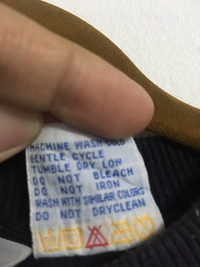 MACHINE WASH COLD
GENTLE CYCLE
TUMBLE DRY LOW
DO NOT BLEACH
DO NOT IRON
WASH WITH SIMILAR COLORS
DO NOT DRYCLEAN